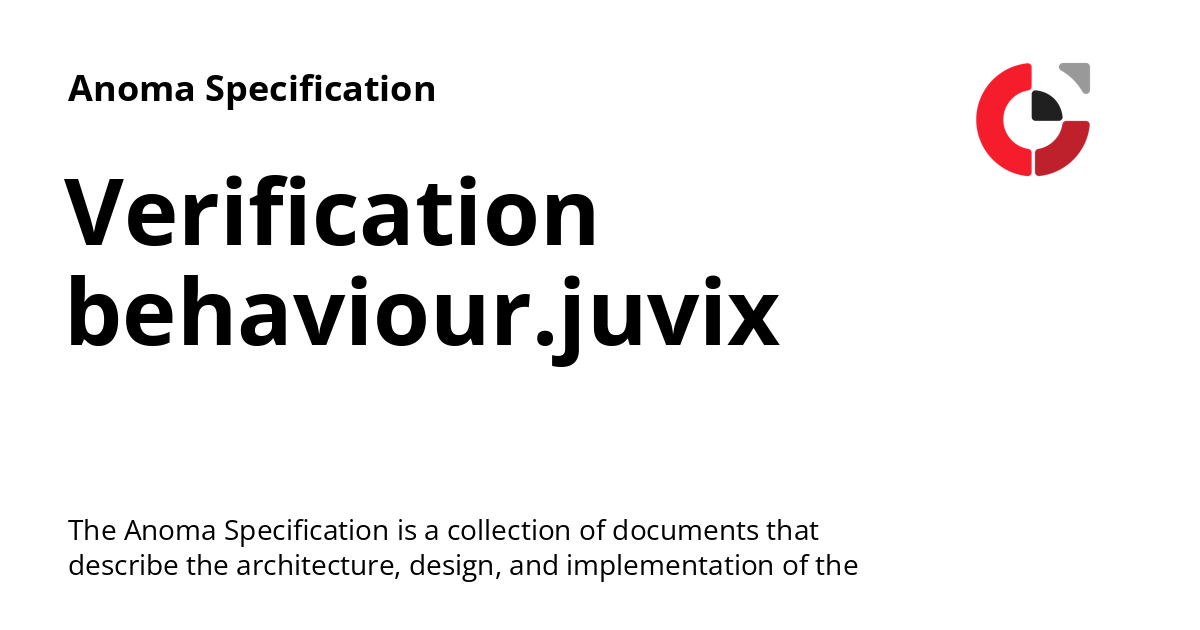 Anoma Specification
Verification
behaviour.juvix
The Anoma Specification is a collection of documents that
describe the architecture, design, and implementation of the